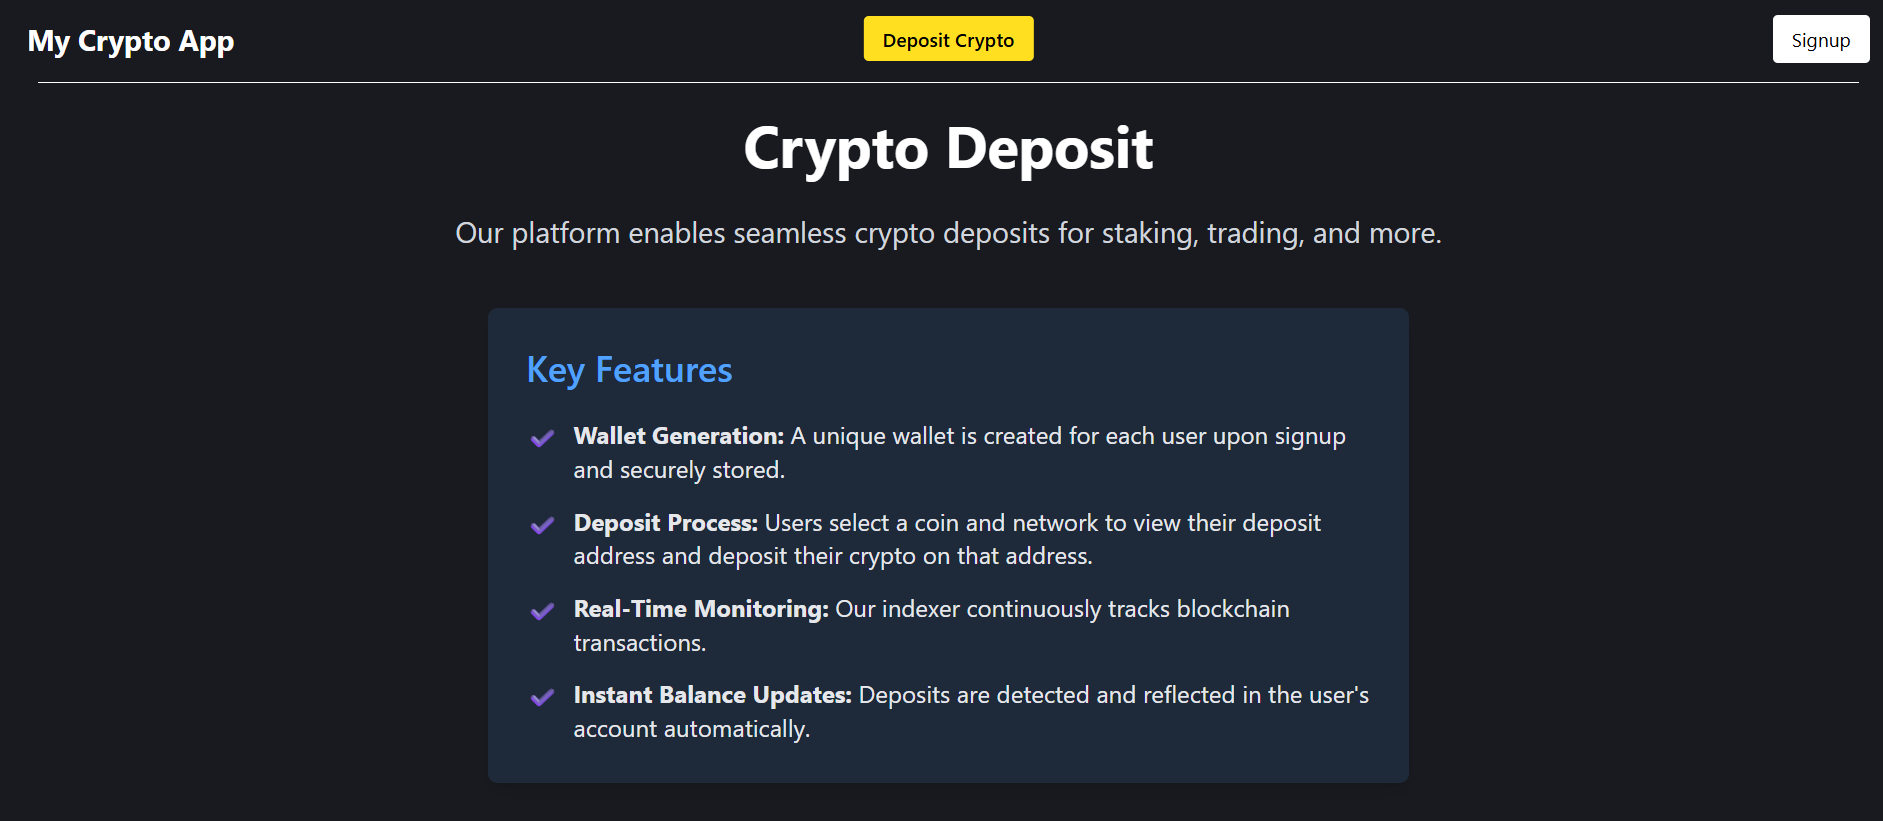 My Crypto App
Deposit Crypto
Signup
Crypto Deposit
Our platform enables seamless crypto deposits for staking, trading, and more.
Key Features
Wallet Generation: A unique wallet is created for each user upon signup
and securely stored.
Deposit Process: Users select a coin and network to view their deposit
address and deposit their crypto on that address.
Real-Time Monitoring: Our indexer continuously tracks blockchain
transactions.
Instant Balance Updates: Deposits are detected and reflected in the user's
account automatically.